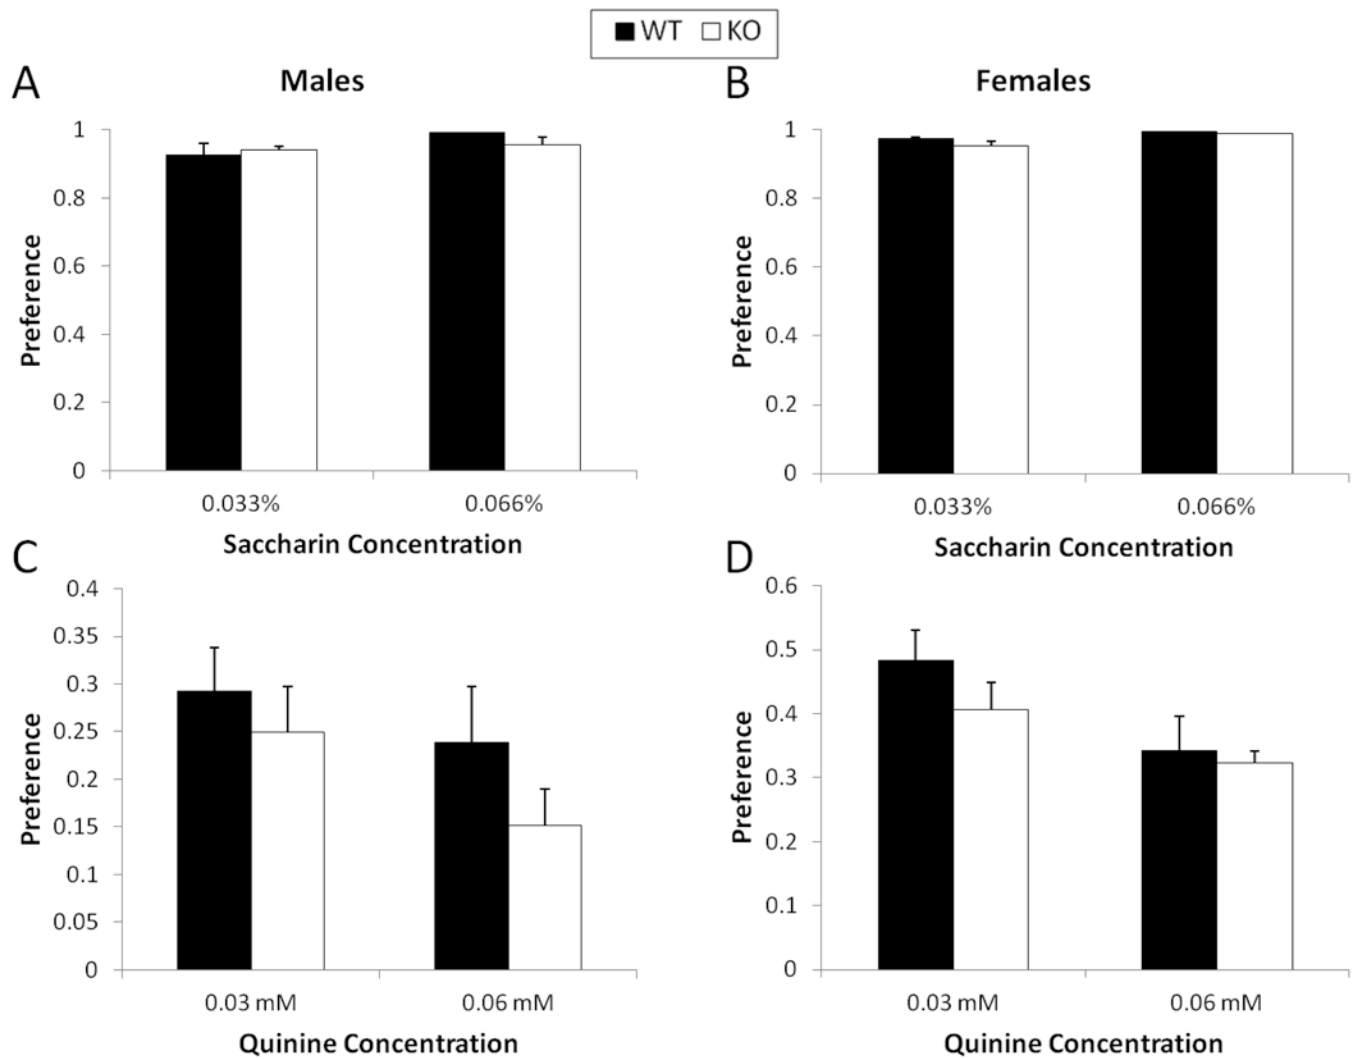 WT KO
A Males
1
0.8
0.6
0.4
0.2
0
Preference
0.033% 0.066%
Saccharin Concentration
B Females
1
0.8
0.6
0.4
0.2
0
Preference
0.033% 0.066%
Saccharin Concentration
C
0.4
0.35
0.3
0.25
0.2
0.15
0.1
0.05
0
Preference
0.03 mM 0.06 mM
Quinine Concentration
D
0.6
0.5
0.4
0.3
0.2
0.1
0
Preference
0.03 mM 0.06 mM
Quinine Concentration